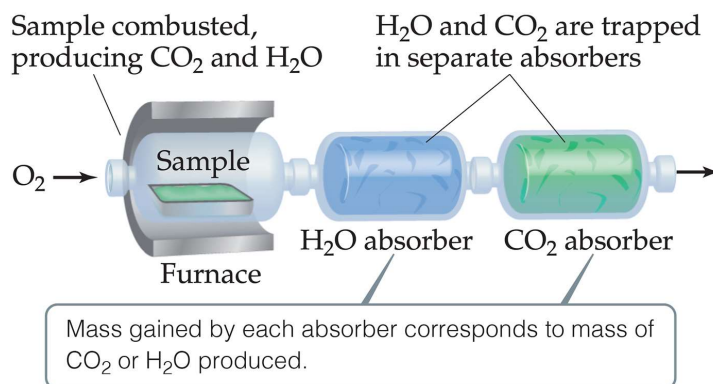 Sample combusted,
producing CO₂ and H₂O
H₂O and CO₂ are trapped
in separate absorbers
O₂
Sample
H₂O absorber
CO₂ absorber
Furnace
Mass gained by each absorber corresponds to mass of
CO₂ or H₂O produced.